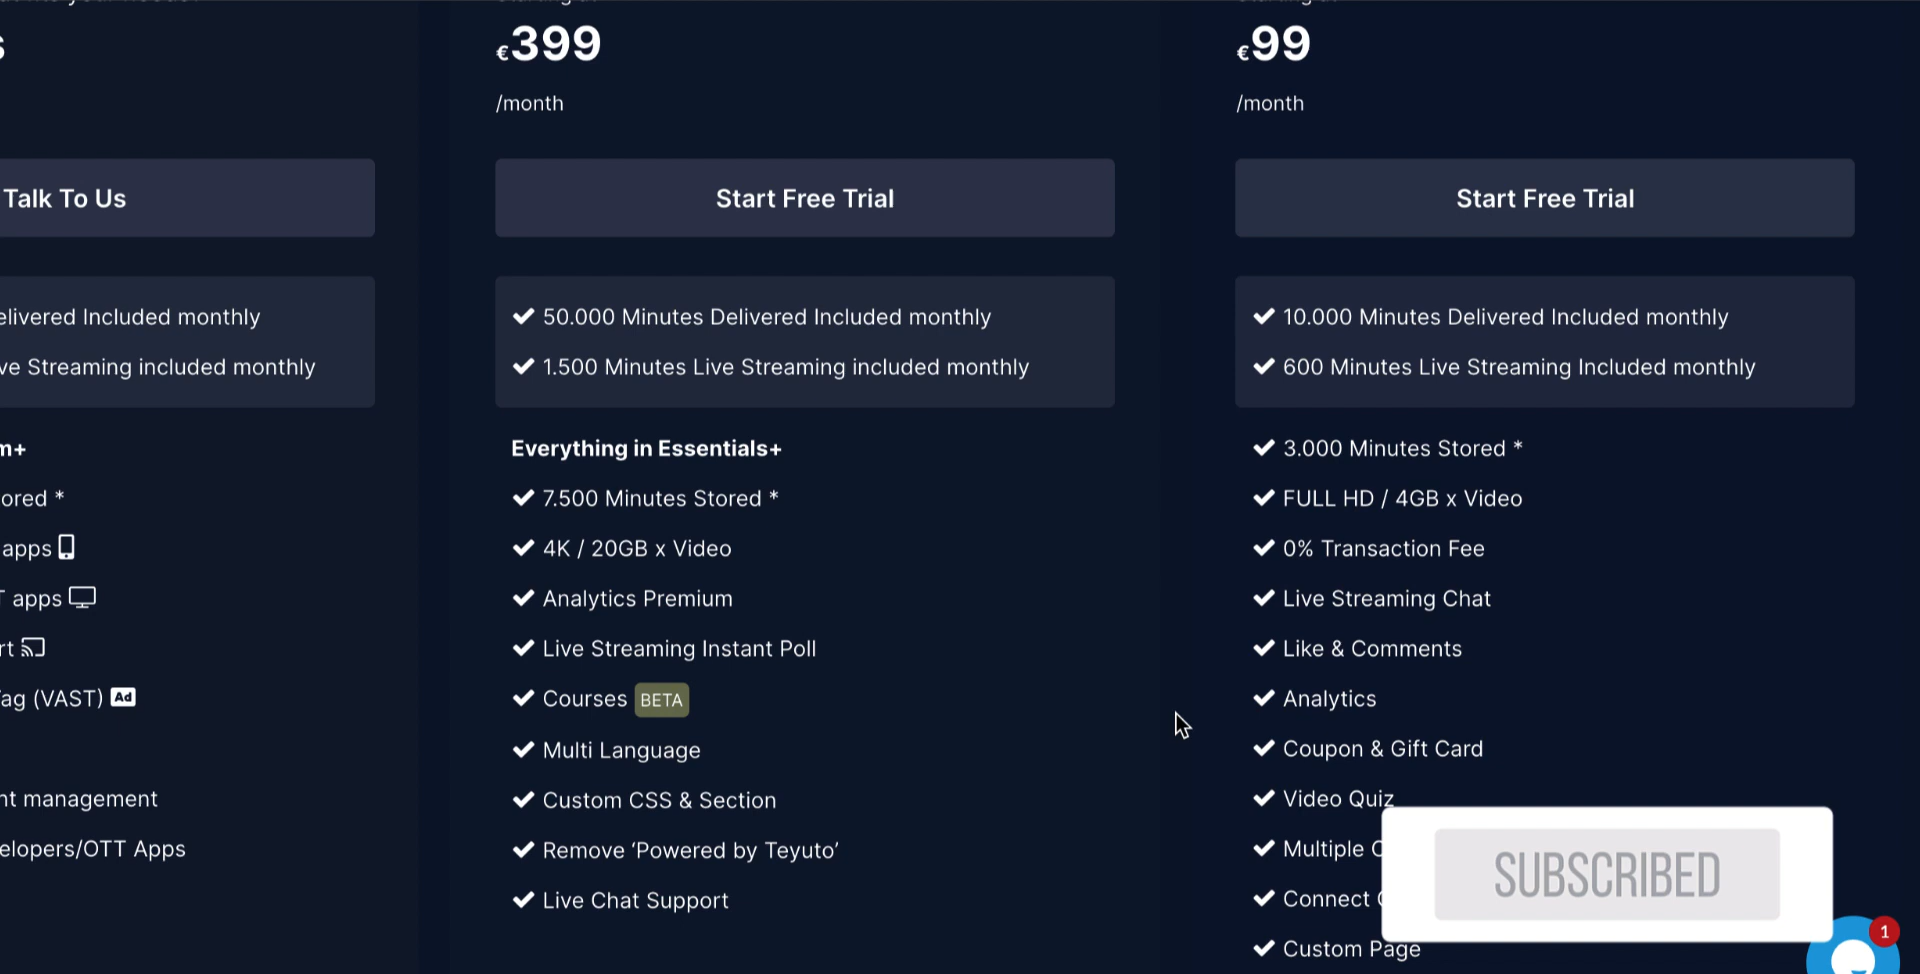 s
Talk To Us
elivered Included monthly
ve Streaming included monthly
m+
ored *
apps
T apps
rt
ag (VAST) Ad
nt management
elopers/OTT Apps
€399
/month
Start Free Trial
50.000 Minutes Delivered Included monthly
1.500 Minutes Live Streaming included monthly
Everything in Essentials+
7.500 Minutes Stored *
4K / 20GB x Video
Analytics Premium
Live Streaming Instant Poll
Courses BETA
Multi Language
Custom CSS & Section
Remove ‘Powered by Teyuto’
Live Chat Support
€99
/month
Start Free Trial
10.000 Minutes Delivered Included monthly
600 Minutes Live Streaming Included monthly
3.000 Minutes Stored *
FULL HD / 4GB x Video
0% Transaction Fee
Live Streaming Chat
Like & Comments
Analytics
Coupon & Gift Card
Video Quiz
Multiple
Connect
Custom Page
SUBSCRIBED
1